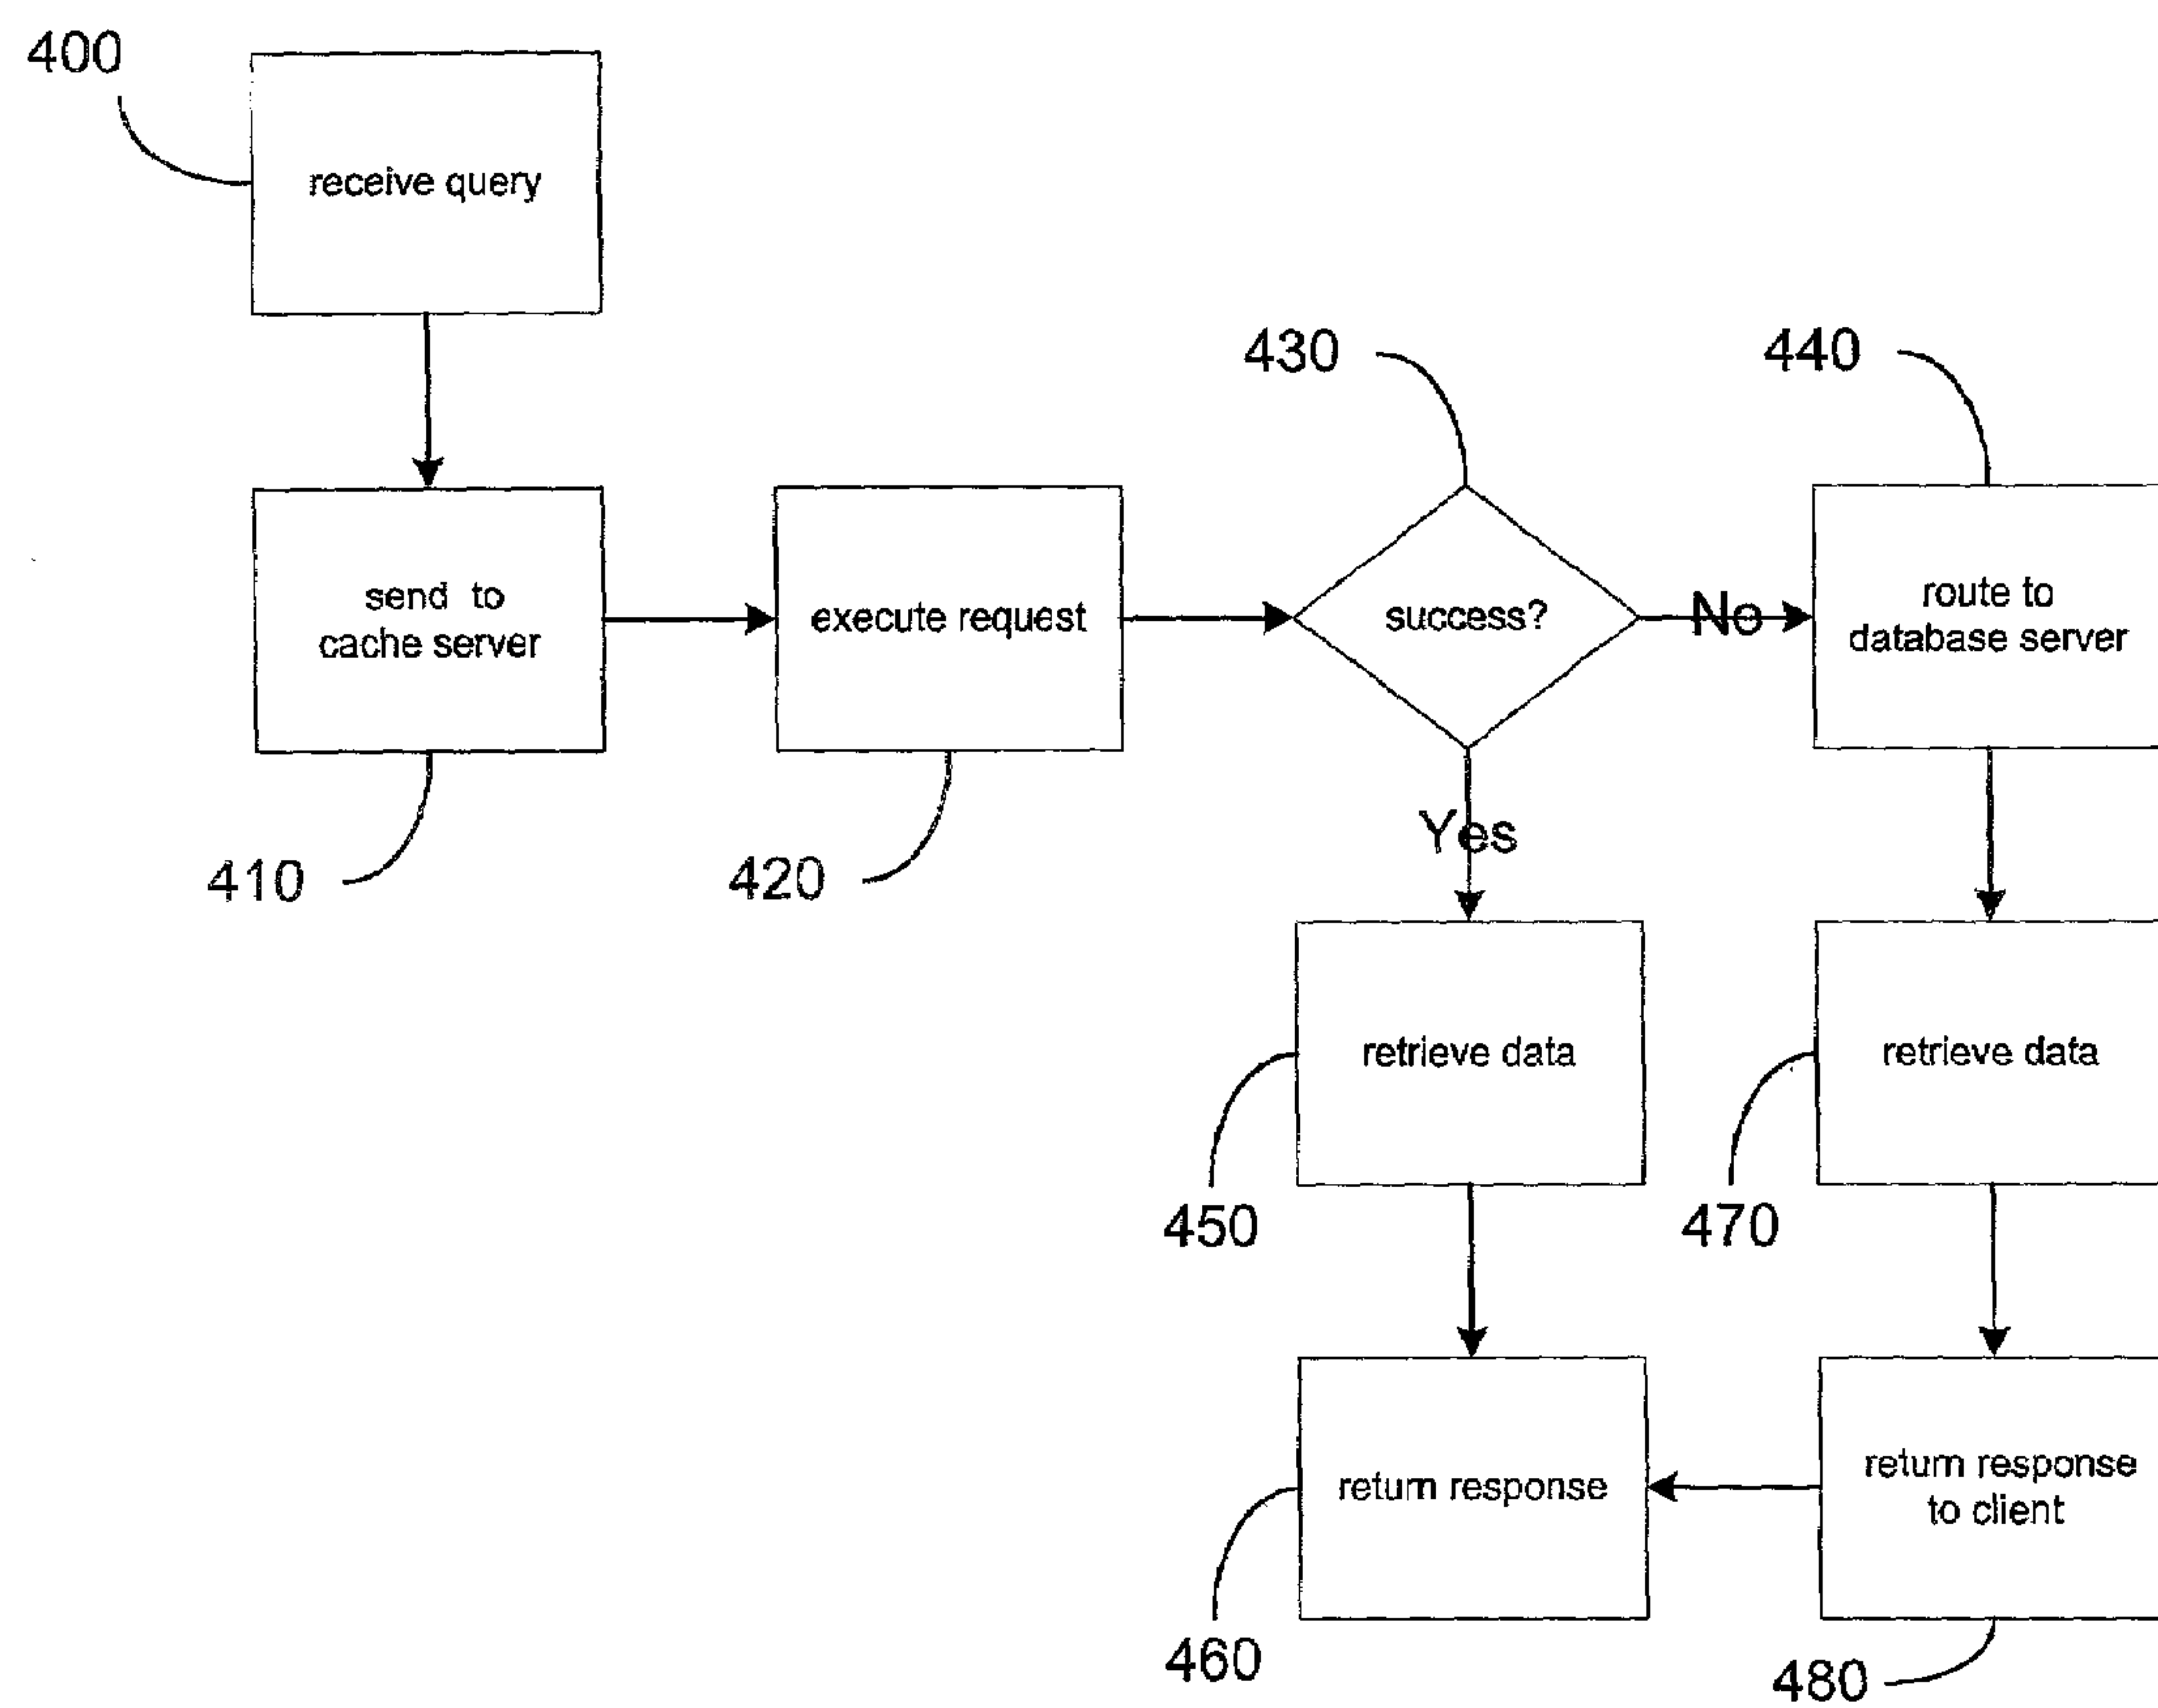 400
receive query
430
440
send to
cache server
execute request
success?
No
route to
database server
Yes
410
420
retrieve data
retrieve data
450
470
return response
return response
to client
460
480